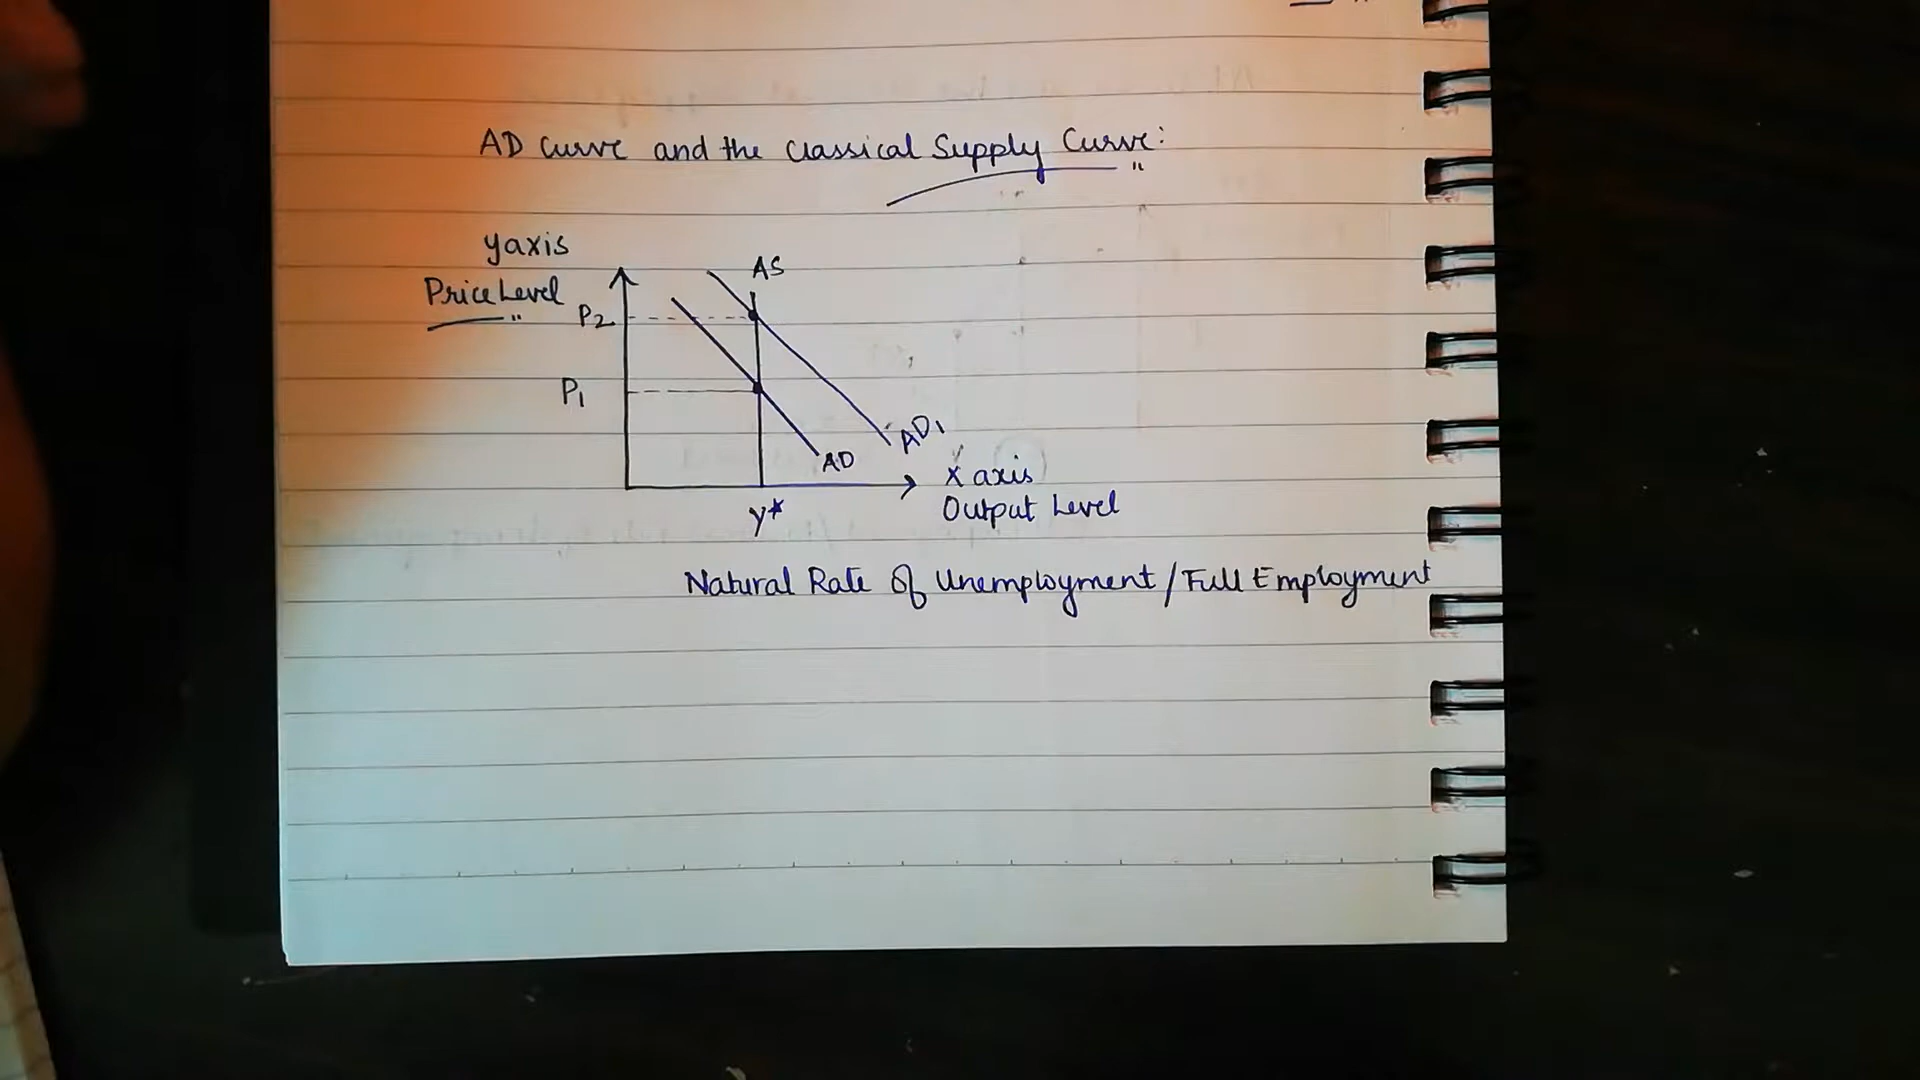 AD Curve and the Classical Supply Curve:
yaxis
Price Level
AS
P2
P1
AD1
AD
X axis
Output Level
y*
Natural Rate Of Unemployment / Full Employment